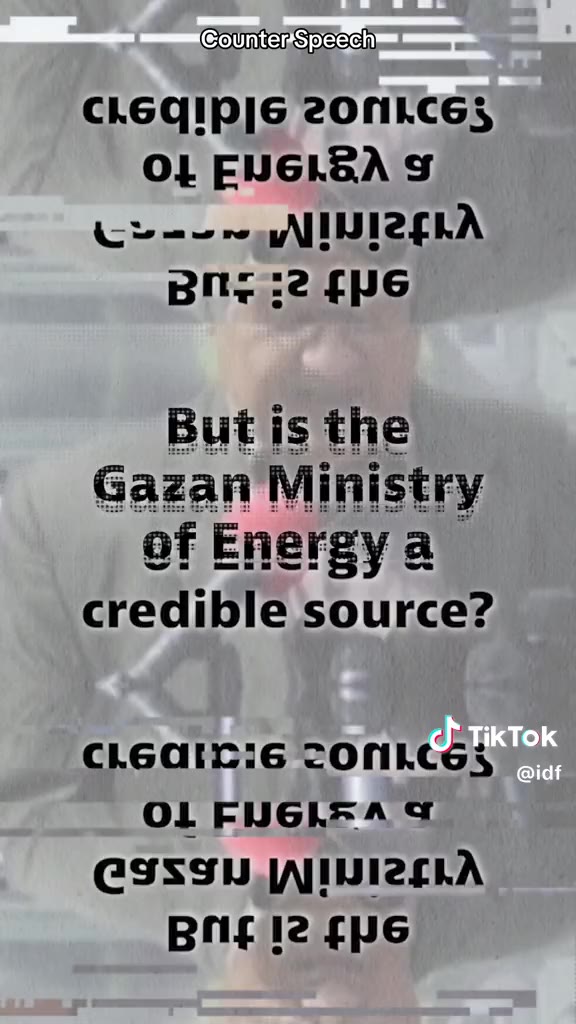 Counter Speech
credible source?
of Energy a
Gazan Ministry
But is the
But is the
Gazan Ministry
of Energy a
credible source?
TikTok
credible source?
@idf
of Energy a
Gazan Ministry
But is the